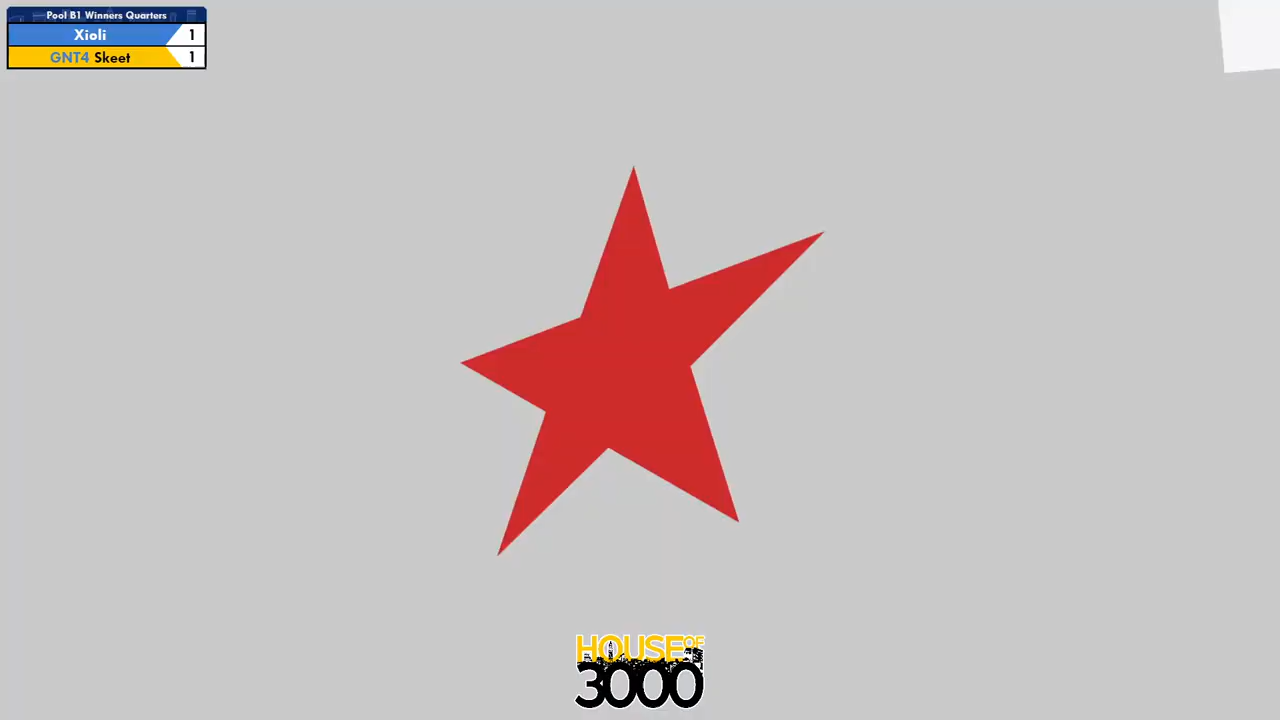 Pool B1 Winners Quarters
Xioli 1
GNT4 Skeet 1
HOUSE OF
3000